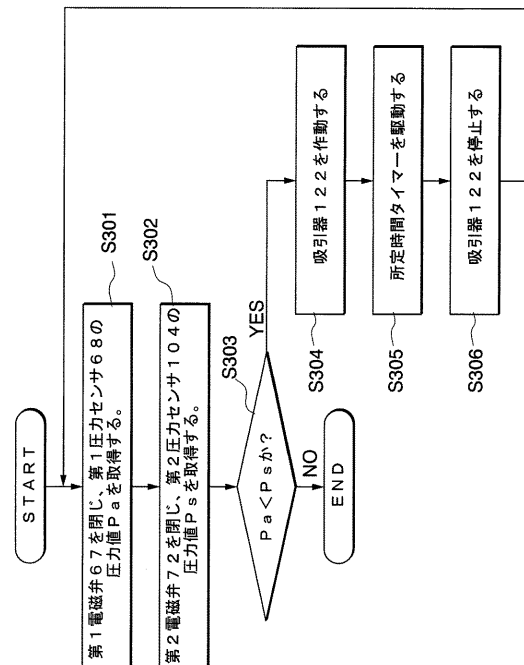 START
第1電磁弁67を閉じ、第1圧力センサ68の
圧力値Paを取得する。
S301
第2電磁弁72を閉じ、第2圧力センサ104の
圧力値Psを取得する。
S302
Pa<Psか?
S303
YES
NO
END
吸引器122を作動する
S304
所定時間タイマーを駆動する
S305
吸引器122を停止する
S306